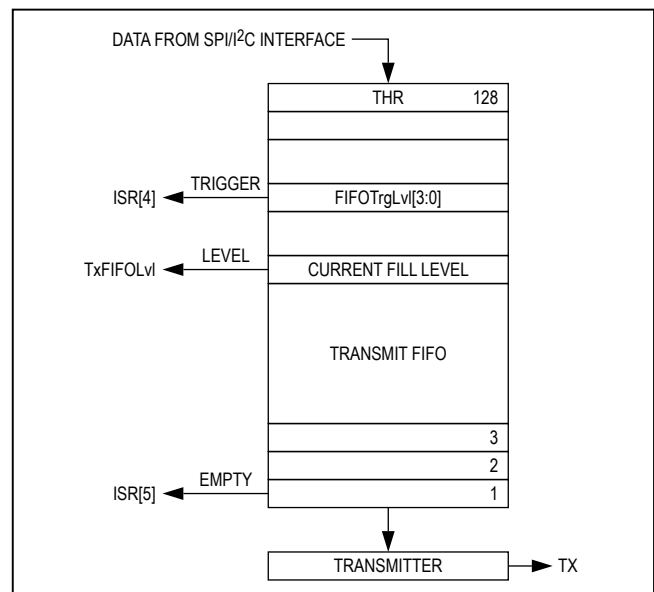 DATA FROM SPI/I²C INTERFACE
THR 128
TRIGGER
ISR[4]
FIFOTrgLvl[3:0]
LEVEL
TxFIFOLvl
CURRENT FILL LEVEL
TRANSMIT FIFO
3
2
EMPTY
ISR[5]
1
TRANSMITTER
TX